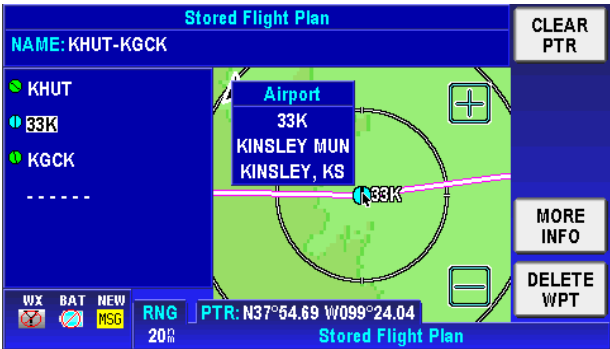 Stored Flight Plan
NAME: KHUT-KGCK
CLEAR
PTR
KHUT
33K
KGCK
------
Airport
33K
KINSLEY MUN
KINSLEY, KS
33K
MORE
INFO
DELETE
WPT
WX BAT NEW
MSG
RNG
20nm
PTR: N37°54.69 W099°24.04
Stored Flight Plan